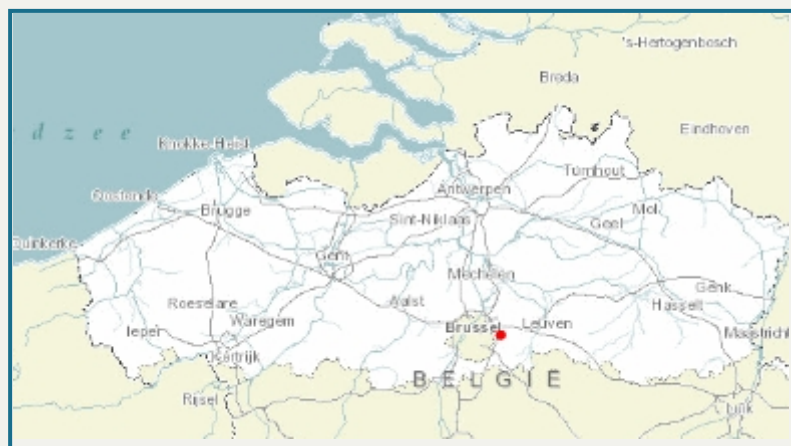 's-Hertogenbosch
Breda
d z e e
Eindhoven
Knokke-Heist
Turnhout
Antwerpen
Oostende
Brugge
Mol
Sint-Niklaas
Geel
Duinkerke
Gent
Mechelen
Genk
Roeselare
Aalst
Hasselt
Ieper
Waregem
Brussel
Leuven
Maastricht
Kortrijk
BELGIË
Rijsel
Luik